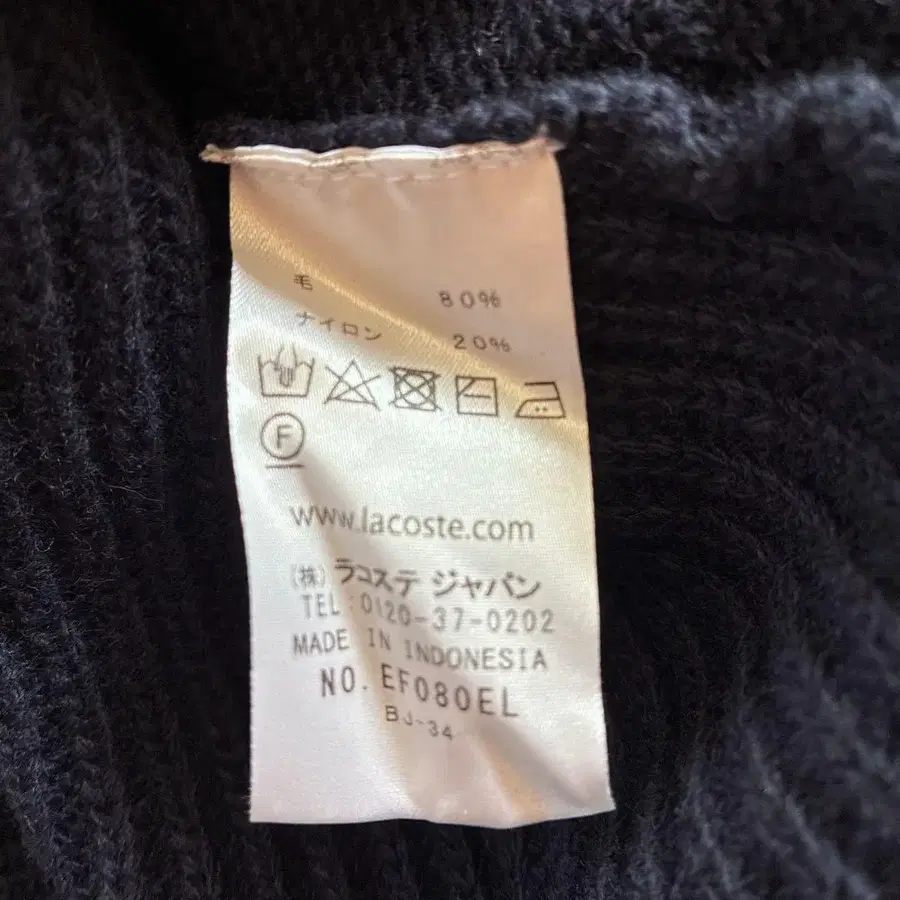 毛 80%
ナイロン 20%
F
www.lacoste.com
(株) ラコステ ジャパン
TEL:0120-37-0202
MADE IN INDONESIA
NO. EF080EL
BJ-34